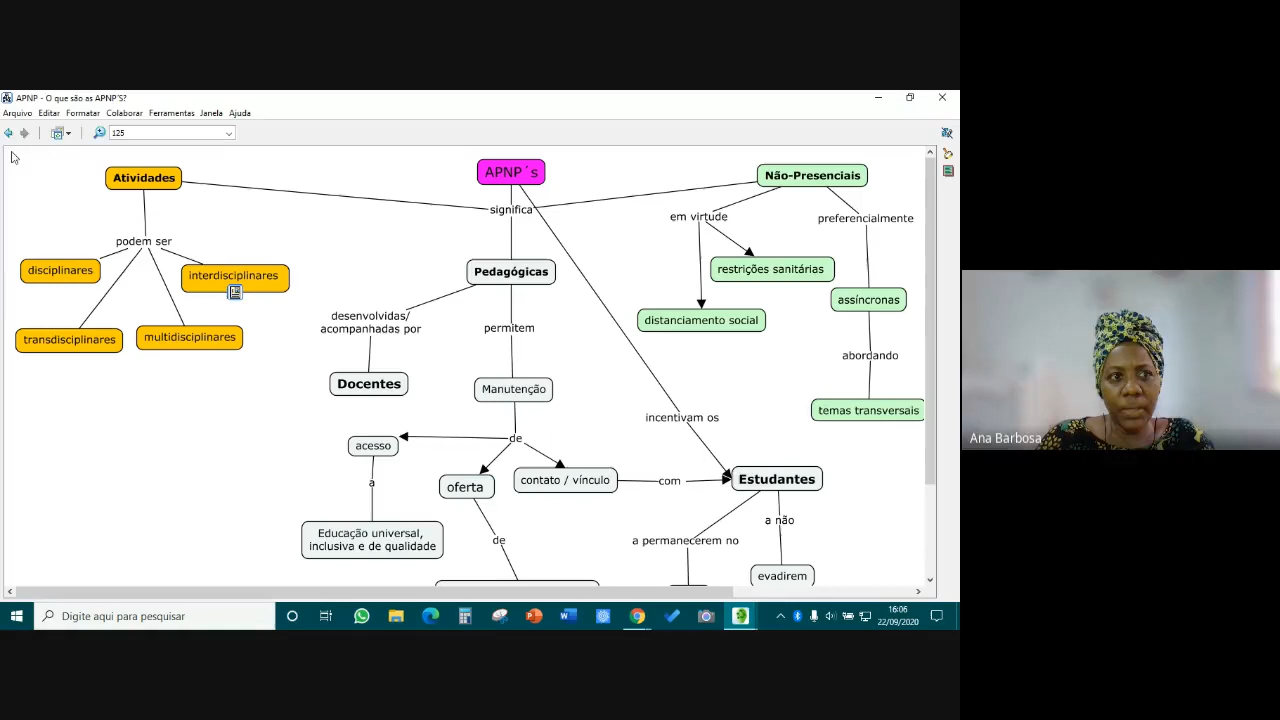 APNP - O que são as APNP'S?
Arquivo Editar Formatar Colaborar Ferramentas Janela Ajuda
125
Atividades
APNP´s
Não-Presenciais
significa
em virtude
preferencialmente
podem ser
disciplinares
interdisciplinares
Pedagógicas
restrições sanitárias
assíncronas
desenvolvidas/
acompanhadas por
permitem
distanciamento social
transdisciplinares
multidisciplinares
abordando
Docentes
Manutenção
temas transversais
incentivam os
acesso
de
oferta
contato / vínculo
com
Estudantes
a
a não
Educação universal,
inclusiva e de qualidade
de
a permanecerem no
evadirem
Ana Barbosa
Digite aqui para pesquisar
16:06
22/09/2020